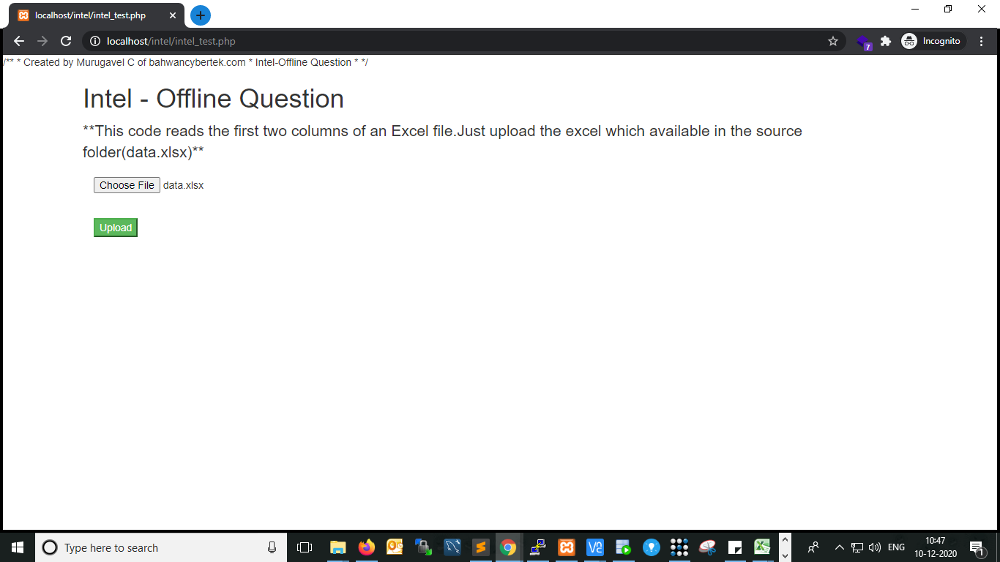 localhost/intel/intel_test.php
localhost/intel/intel_test.php
7
Incognito
/** * Created by Murugavel C of bahwancybertek.com * Intel-Offline Question * */
Intel - Offline Question
**This code reads the first two columns of an Excel file.Just upload the excel which available in the source
folder(data.xlsx)**
Choose File data.xlsx
Upload
Type here to search
ENG
10:47
10-12-2020
1